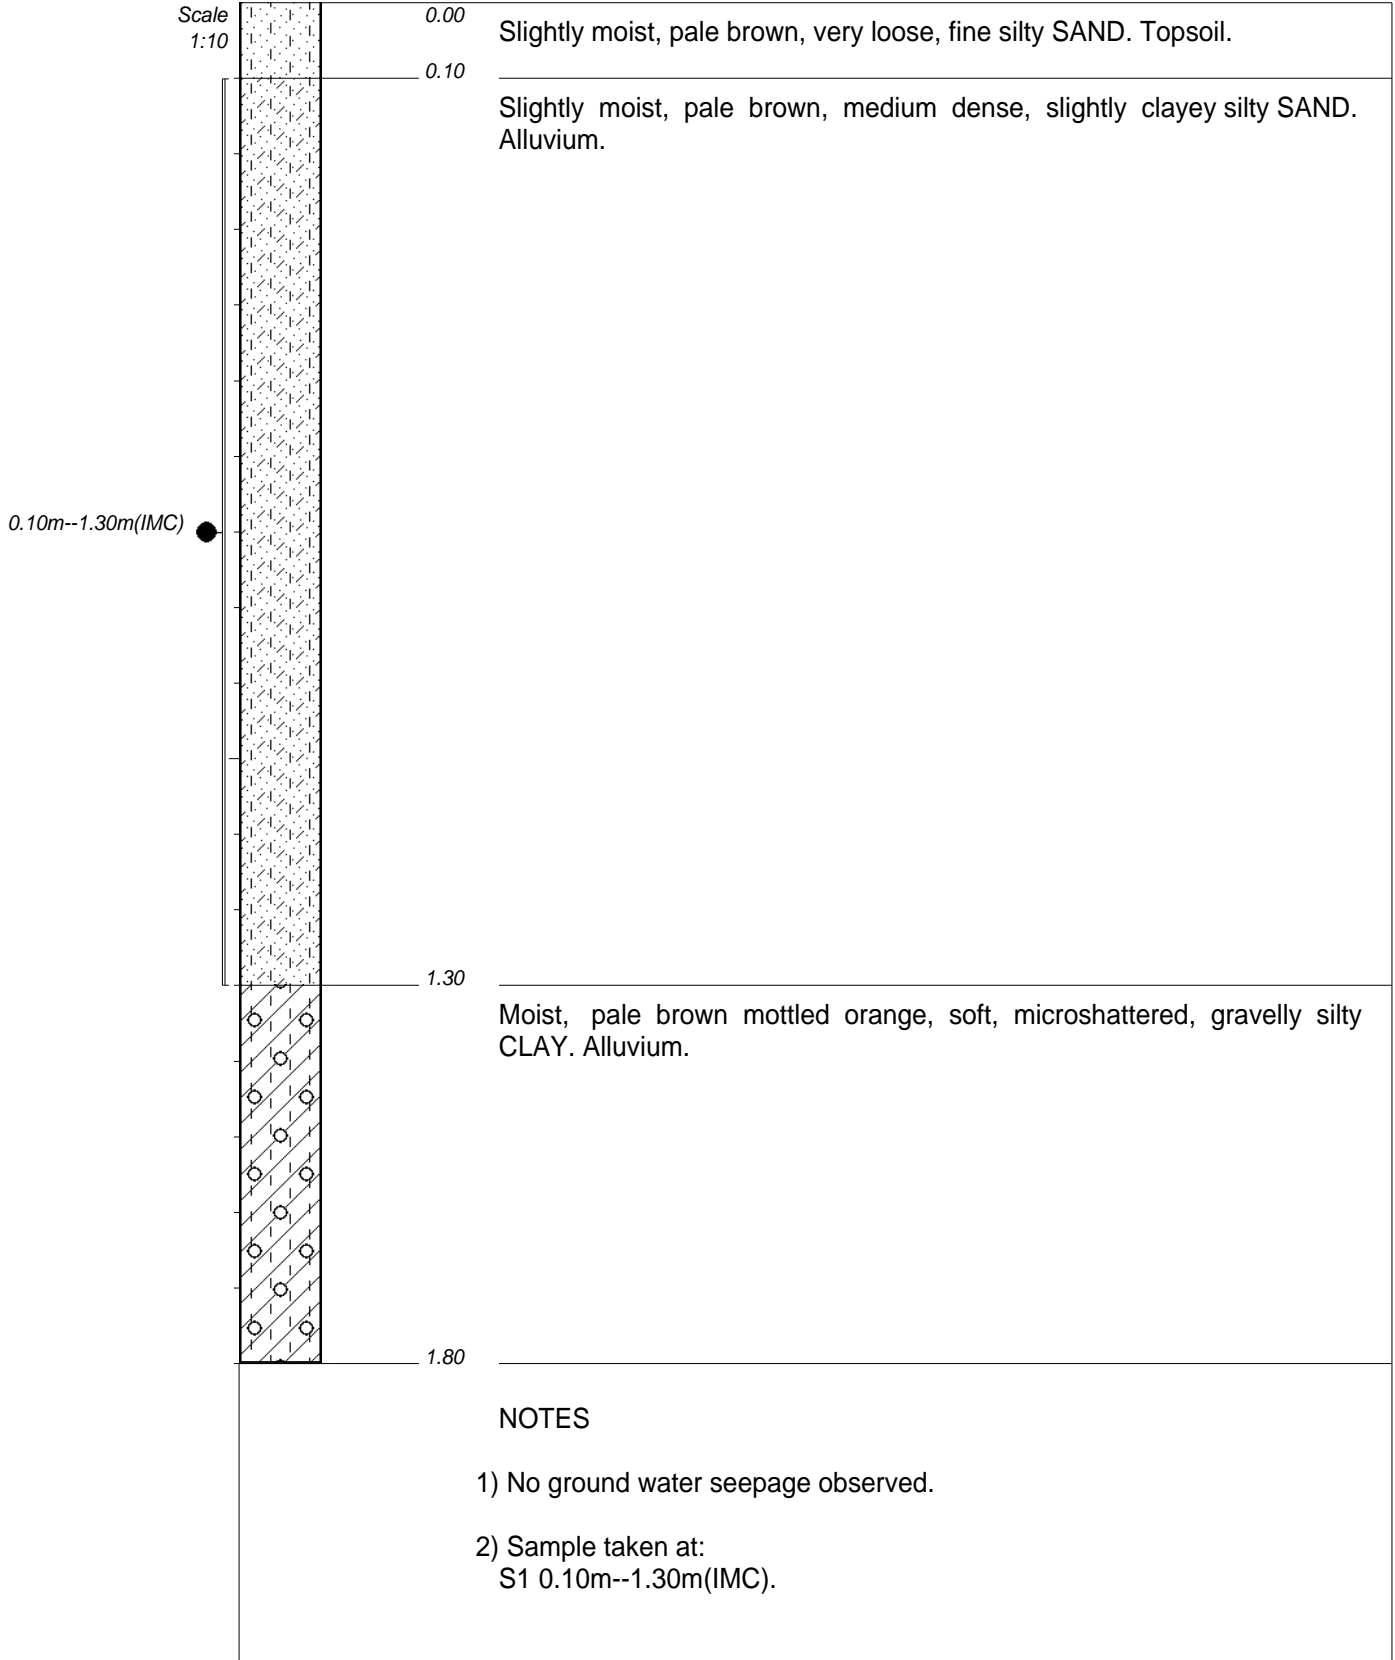 Scale
1:10
0.00
Slightly moist, pale brown, very loose, fine silty SAND. Topsoil.
0.10
Slightly moist, pale brown, medium dense, slightly clayey silty SAND.
Alluvium.
0.10m--1.30m(IMC)
1.30
Moist, pale brown mottled orange, soft, microshattered, gravelly silty
CLAY. Alluvium.
1.80
NOTES
1) No ground water seepage observed.
2) Sample taken at:
S1 0.10m--1.30m(IMC).